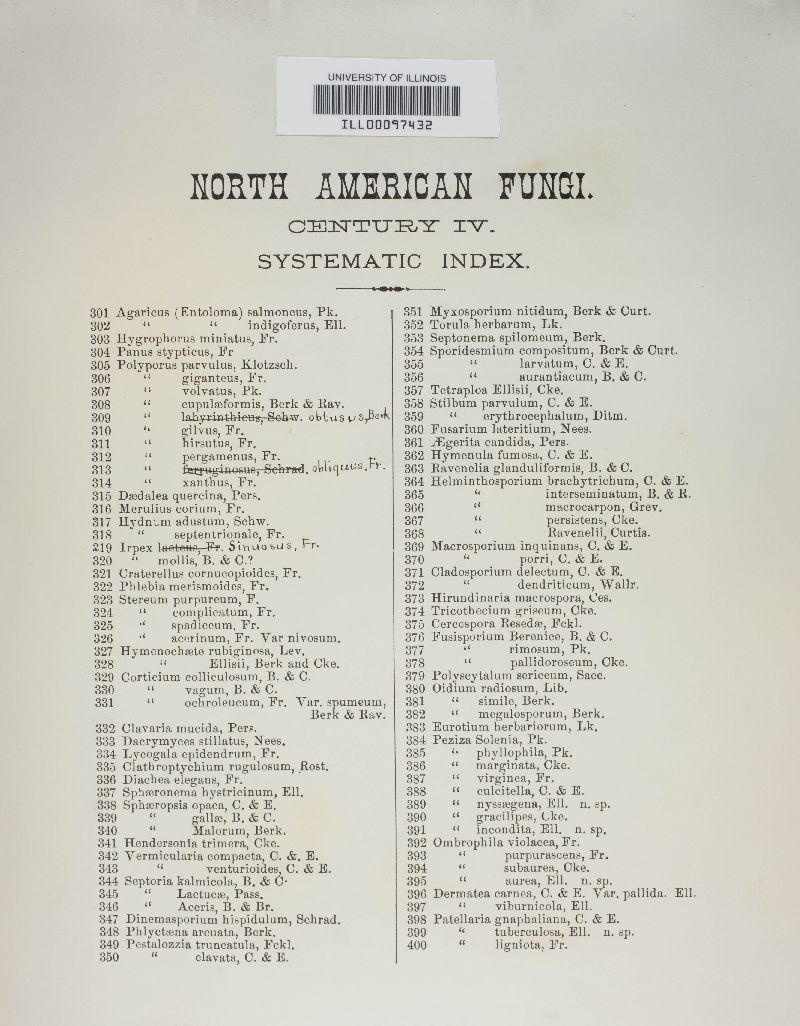 UNIVERSITY OF ILLINOIS
ILL00097432
NORTH AMERICAN FUNGI.
CENTURY IV.
SYSTEMATIC INDEX.
301 Agaricus (Entoloma) salmoneus, Pk.
302 " " indigoferus, Ell.
303 Hygrophorus miniatus, Fr.
304 Panus stypticus, Fr
305 Polyporus parvulus, Klotzsch.
306 " giganteus, Fr.
307 " volvatus, Pk.
308 " cupulæformis, Berk & Rav.
309 " labyrinthicus, Schw. obtusus, Berk
310 " gilvus, Fr.
311 " hirsutus, Fr.
312 " pergamenus, Fr.
313 " ferruginosus, Schrad. obliquus, Fr.
314 " xanthus, Fr.
315 Dædalea quercina, Pers.
316 Merulius corium, Fr.
317 Hydnum adustum, Schw.
318 " septentrionale, Fr.
219 Irpex lacteus, Fr. Sinuosus, Fr.
320 " mollis, B. & C.?
321 Craterellus cornucopioides, Fr.
322 Phlebia merismoides, Fr.
323 Stereum purpureum, F.
324 " complicatum, Fr.
325 " spadiceum, Fr.
326 " acerinum, Fr. Var nivosum.
327 Hymenochæte rubiginosa, Lev.
328 " Ellisii, Berk and Cke.
329 Corticium colliculosum, B. & C.
330 " vagum, B. & C.
331 " ochroleucum, Fr. Var. spumeum,
Berk & Rav.
332 Clavaria mucida, Pers.
333 Dacrymyces stillatus, Nees.
334 Lycogala epidendrum, Fr.
335 Clathroptychium rugulosum, Rost.
336 Diachea elegans, Fr.
337 Sphæronema hystricinum, Ell.
338 Sphæropsis opaca, C. & E.
339 " gallæ, B. & C.
340 " Malorum, Berk.
341 Hendersonia trimera, Cke.
342 Vermicularia compacta, C. &. E.
343 " venturioides, C. & E.
344 Septoria kalmicola, B. & C.
345 " Lactucæ, Pass.
346 " Aceris, B. & Br.
347 Dinemasporium hispidulum, Schrad.
348 Phlyctæna arcuata, Berk.
349 Pestalozzia truncatula, Fckl.
350 " clavata, C. & E.
351 Myxosporium nitidum, Berk & Curt.
352 Torula herbarum, Lk.
353 Septonema spilomeum, Berk.
354 Sporidesmium compositum, Berk & Curt.
355 " larvatum, C. & E.
356 " aurantiacum, B. & C.
357 Tetraploa Ellisii, Cke.
358 Stilbum parvulum, C. & E.
359 " erythrocephalum, Ditm.
360 Fusarium lateritium, Nees.
361 Ægerita candida, Pers.
362 Hymenula fumosa, C. & E.
363 Ravenelia glanduliformis, B. & C.
364 Helminthosporium brachytrichum, C. & E.
365 " interseminatum, B. & R.
366 " macrocarpon, Grev.
367 " persistens, Cke.
368 " Ravenelii, Curtis.
369 Macrosporium inquinans, C. & E.
370 " porri, C. & E.
371 Cladosporium delectum, C. & E.
372 " dendriticum, Wallr.
373 Hirundinaria macrospora, Ces.
374 Tricothecium griseum, Cke.
375 Cercospora Resedæ, Fckl.
376 Fusisporium Berenice, B. & C.
377 " rimosum, Pk.
378 " pallidoroseum, Cke.
379 Polyscytalum sericeum, Sacc.
380 Oidium radiosum, Lib.
381 " simile, Berk.
382 " megalosporum, Berk.
383 Eurotium herbariorum, Lk.
384 Peziza Solenia, Pk.
385 " phyllophila, Pk.
386 " marginata, Cke.
387 " virginea, Fr.
388 " culcitella, C. & E.
389 " nyssægena, Ell. n. sp.
390 " gracilipes, Cke.
391 " incondita, Ell. n. sp.
392 Ombrophila violacea, Fr.
393 " purpurascens, Fr.
394 " subaurea, Cke.
395 " aurea, Ell. n. sp.
396 Dermatea carnea, C. & E. Var. pallida. Ell.
397 " viburnicola, Ell.
398 Patellaria gnaphaliana, C. & E.
399 " tuberculosa, Ell. n. sp.
400 " ligniota, Fr.